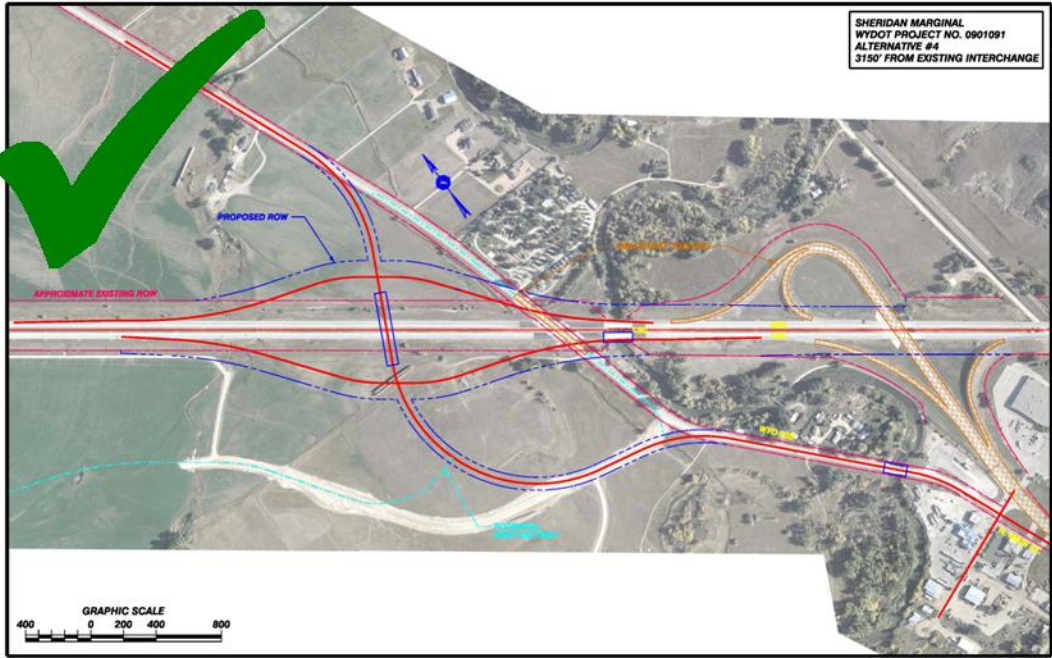 SHERIDAN MARGINAL
WYDOT PROJECT NO. 0901091
ALTERNATIVE #4
3150' FROM EXISTING INTERCHANGE
PROPOSED ROW
APPROXIMATE EXISTING ROW
WYO
GRAPHIC SCALE
400 0 200 400 800